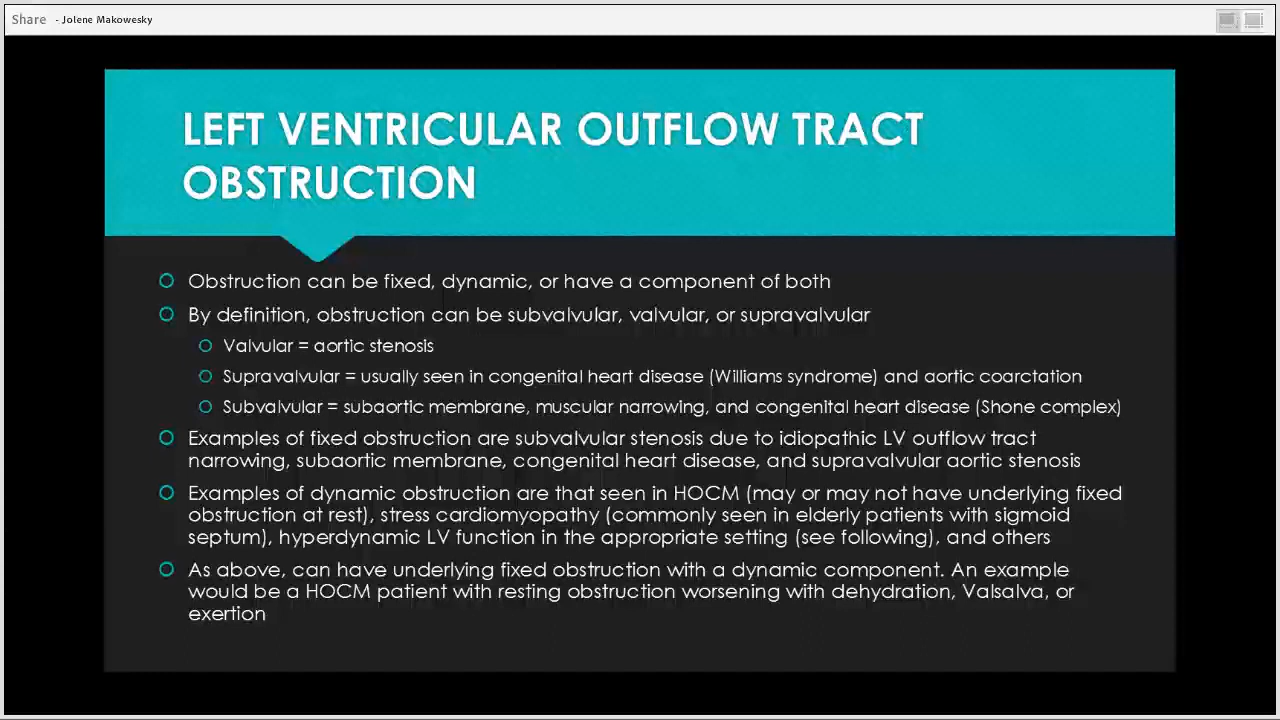 Share - Jolene Makowesky
LEFT VENTRICULAR OUTFLOW TRACT
OBSTRUCTION
Obstruction can be fixed, dynamic, or have a component of both
By definition, obstruction can be subvalvular, valvular, or supravalvular
Valvular = aortic stenosis
Supravalvular = usually seen in congenital heart disease (Williams syndrome) and aortic coarctation
Subvalvular = subaortic membrane, muscular narrowing, and congenital heart disease (Shone complex)
Examples of fixed obstruction are subvalvular stenosis due to idiopathic LV outflow tract
narrowing, subaortic membrane, congenital heart disease, and supravalvular aortic stenosis
Examples of dynamic obstruction are that seen in HOCM (may or may not have underlying fixed
obstruction at rest), stress cardiomyopathy (commonly seen in elderly patients with sigmoid
septum), hyperdynamic LV function in the appropriate setting (see following), and others
As above, can have underlying fixed obstruction with a dynamic component. An example
would be a HOCM patient with resting obstruction worsening with dehydration, Valsalva, or
exertion